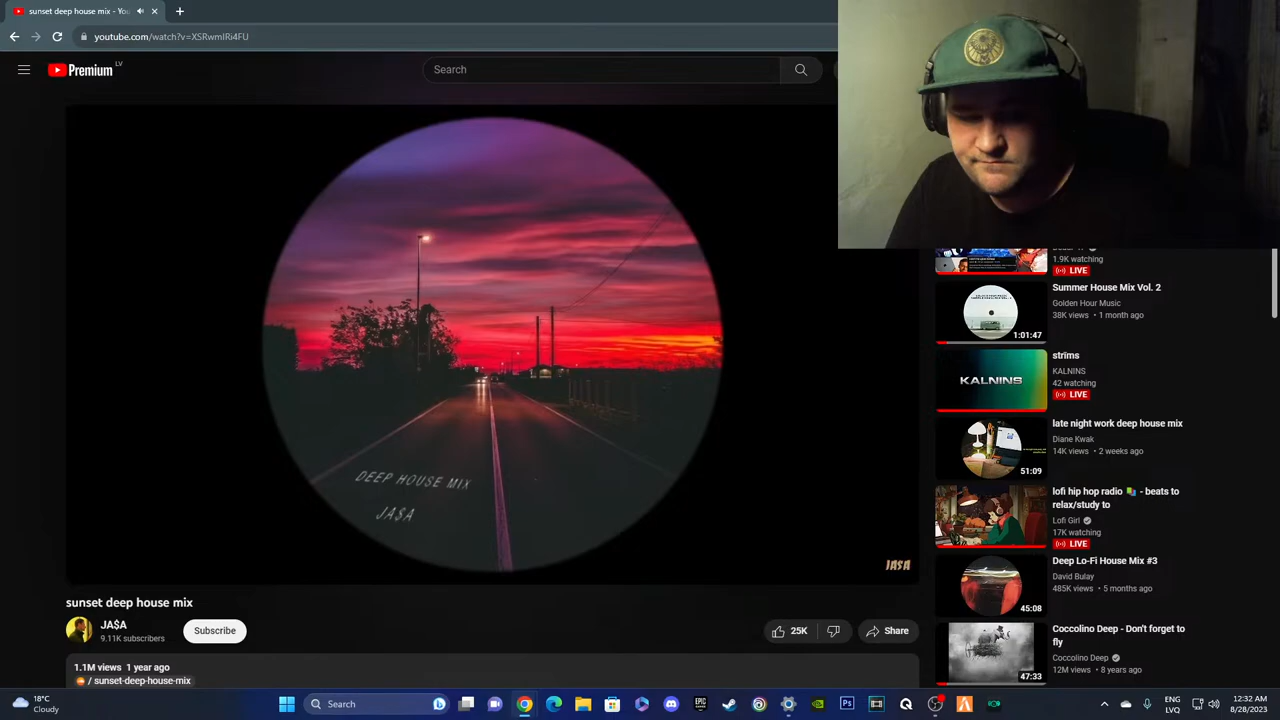 sunset deep house mix - You
youtube.com/watch?v=XSRwmIRi4FU
Premium
LV
Search
DEEP HOUSE MIX
JA$A
JASA
sunset deep house mix
JA$A
9.11K subscribers
Subscribe
25K
Share
1.1M views 1 year ago
/ sunset-deep-house-mix
1.9K watching
LIVE
Summer House Mix Vol. 2
Golden Hour Music
38K views • 1 month ago
1:01:47
strīms
KALNINS
KALNINS
42 watching
LIVE
late night work deep house mix
Diane Kwak
14K views • 2 weeks ago
51:09
lofi hip hop radio - beats to
relax/study to
Lofi Girl
17K watching
LIVE
Deep Lo-Fi House Mix #3
David Bulay
485K views • 5 months ago
45:08
Coccolino Deep - Don't forget to
fly
Coccolino Deep
12M views • 8 years ago
47:33
18°C
Cloudy
Search
EPIC
Ps
ENG
LVQ
12:32 AM
8/28/2023